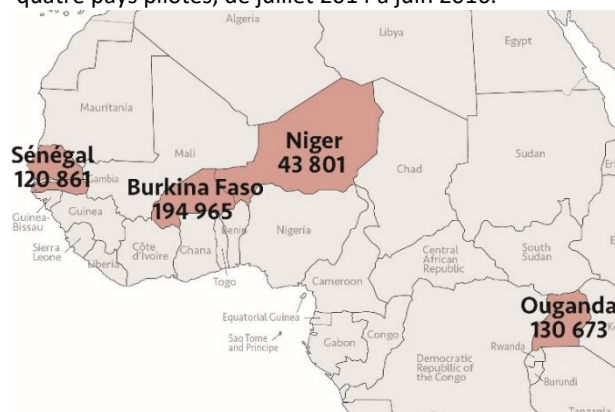 quatre pays pilotes, de juillet 2014 à juin 2016.
Algeria
Libya
Egypt
Mauritania
Mali
Niger
43 801
Chad
Sudan
Sénégal
120 861
Gambia
Burkina Faso
194 965
Guinea-
Bissau
Guinea
Sierra
Leone
Liberia
Côte
d'Ivoire
Ghana
Togo
Benin
Nigeria
Cameroon
Central
African
Republic
South
Sudan
Equatorial Guinea
Sao Tome
and Principe
Gabon
Congo
Democratic
Republic of
the Congo
Ouganda
130 673
Rwanda
Burundi
Tanzania